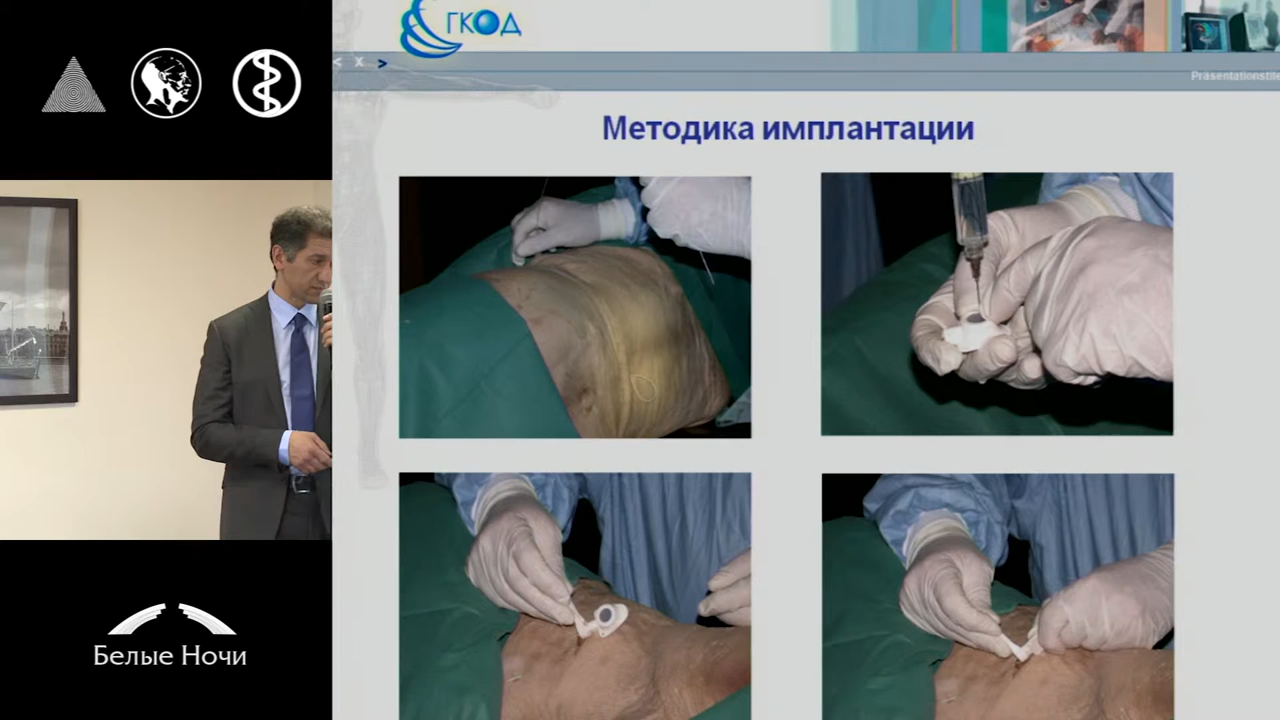 ГКОД
< X >
Präsentationstite
Методика имплантации
Белые Ночи